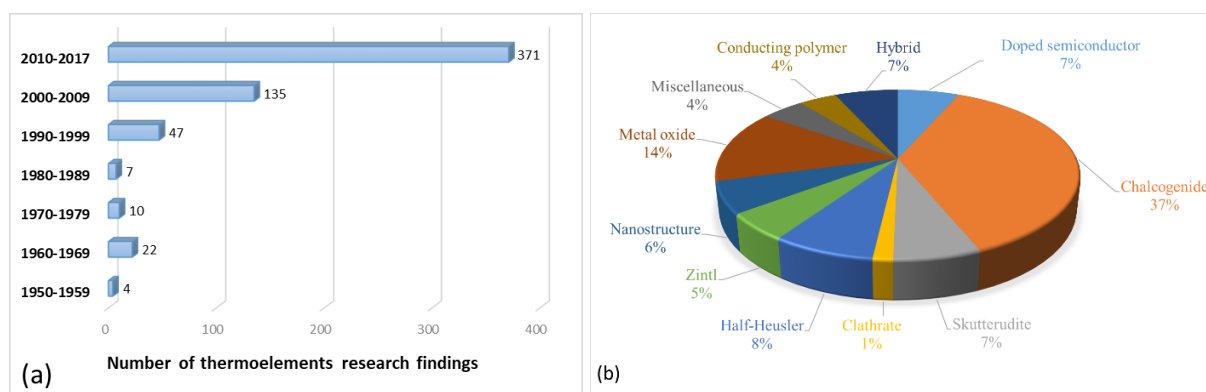 2010-2017
371
2000-2009
135
1990-1999
47
1980-1989
7
1970-1979
10
1960-1969
22
1950-1959
4
0
100
200
300
400
(a)
Number of thermoelements research findings
Conducting polymer
4%
Hybrid
7%
Doped semiconductor
7%
Miscellaneous
4%
Metal oxide
14%
Chalcogenide
37%
Nanostructure
6%
Zintl
5%
Half-Heusler
8%
Clathrate
1%
Skutterudite
7%
(b)